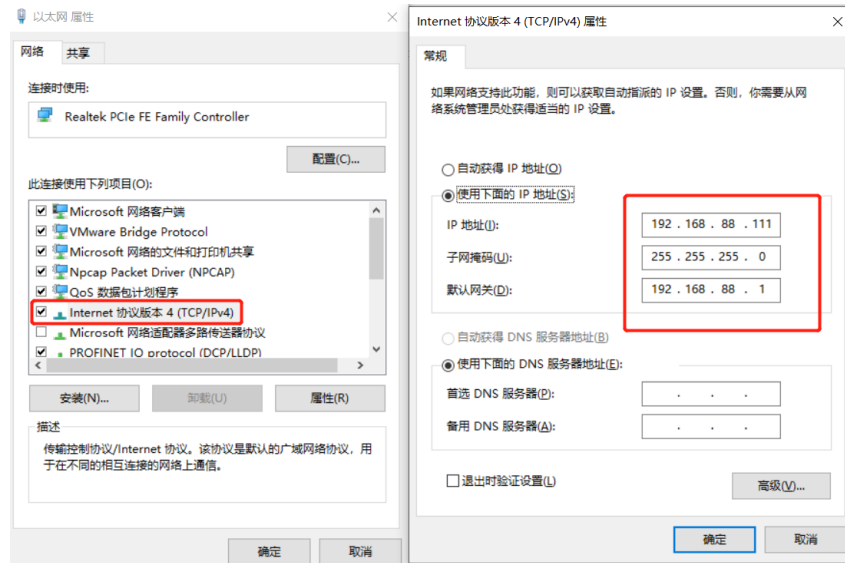 以太网 属性
网络
共享
连接时使用:
Realtek PCIe FE Family Controller
配置(C)...
此连接使用下列项目(O):
Microsoft 网络客户端
VMware Bridge Protocol
Microsoft 网络的文件和打印机共享
Npcap Packet Driver (NPCAP)
QoS 数据包计划程序
Internet 协议版本 4 (TCP/IPv4)
Microsoft 网络适配器多路传送器协议
PROFINET IO protocol (DCP/LLDP)
安装(N)...
卸载(U)
属性(R)
描述
传输控制协议/Internet 协议。该协议是默认的广域网络协议，用
于在不同的相互连接的网络上通信。
确定
取消
Internet 协议版本 4 (TCP/IPv4) 属性
常规
如果网络支持此功能，则可以获取自动指派的 IP 设置。否则，你需要从网
络系统管理员处获得适当的 IP 设置。
自动获得 IP 地址(O)
使用下面的 IP 地址(S):
IP 地址(I):
192 . 168 . 88 . 111
子网掩码(U):
255 . 255 . 255 . 0
默认网关(D):
192 . 168 . 88 . 1
自动获得 DNS 服务器地址(B)
使用下面的 DNS 服务器地址(E):
首选 DNS 服务器(P):
. . .
备用 DNS 服务器(A):
. . .
退出时验证设置(L)
高级(V)...
确定
取消